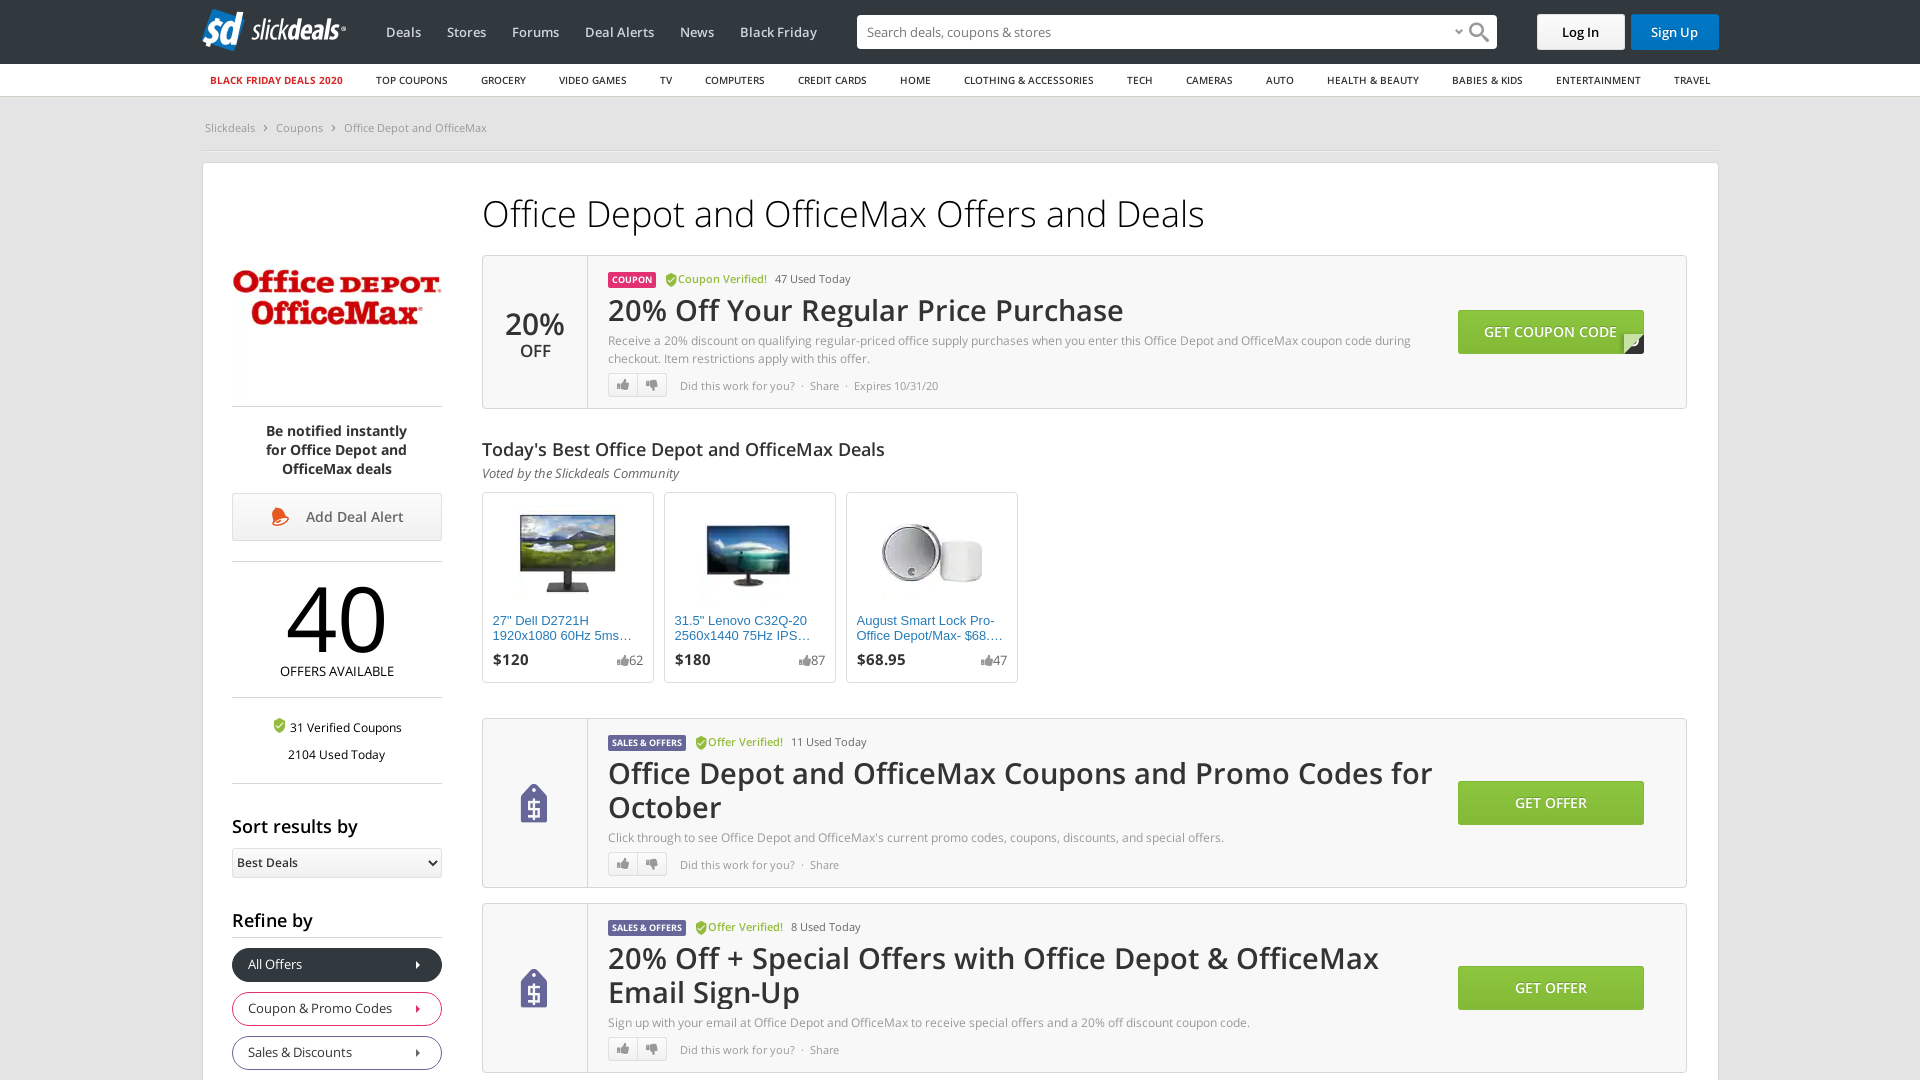 sd slickdeals
Deals
Stores
Forums
Deal Alerts
News
Black Friday
Search deals, coupons & stores
Log In
Sign Up
BLACK FRIDAY DEALS 2020
TOP COUPONS
GROCERY
VIDEO GAMES
TV
COMPUTERS
CREDIT CARDS
HOME
CLOTHING & ACCESSORIES
TECH
CAMERAS
AUTO
HEALTH & BEAUTY
BABIES & KIDS
ENTERTAINMENT
TRAVEL
Slickdeals > Coupons > Office Depot and OfficeMax
Office DEPOT
OfficeMax
Be notified instantly
for Office Depot and
OfficeMax deals
Add Deal Alert
40
OFFERS AVAILABLE
31 Verified Coupons
2104 Used Today
Sort results by
Best Deals
Refine by
All Offers
Coupon & Promo Codes
Sales & Discounts
Office Depot and OfficeMax Offers and Deals
20%
OFF
COUPON Coupon Verified! 47 Used Today
20% Off Your Regular Price Purchase
Receive a 20% discount on qualifying regular-priced office supply purchases when you enter this Office Depot and OfficeMax coupon code during
checkout. Item restrictions apply with this offer.
Did this work for you? · Share · Expires 10/31/20
GET COUPON CODE
Today's Best Office Depot and OfficeMax Deals
Voted by the Slickdeals Community
27" Dell D2721H
1920x1080 60Hz 5ms…
$120 62
31.5" Lenovo C32Q-20
2560x1440 75Hz IPS…
$180 87
August Smart Lock Pro-
Office Depot/Max- $68.…
$68.95 47
SALES & OFFERS Offer Verified! 11 Used Today
Office Depot and OfficeMax Coupons and Promo Codes for
October
Click through to see Office Depot and OfficeMax's current promo codes, coupons, discounts, and special offers.
Did this work for you? · Share
GET OFFER
SALES & OFFERS Offer Verified! 8 Used Today
20% Off + Special Offers with Office Depot & OfficeMax
Email Sign-Up
Sign up with your email at Office Depot and OfficeMax to receive special offers and a 20% off discount coupon code.
Did this work for you? · Share
GET OFFER